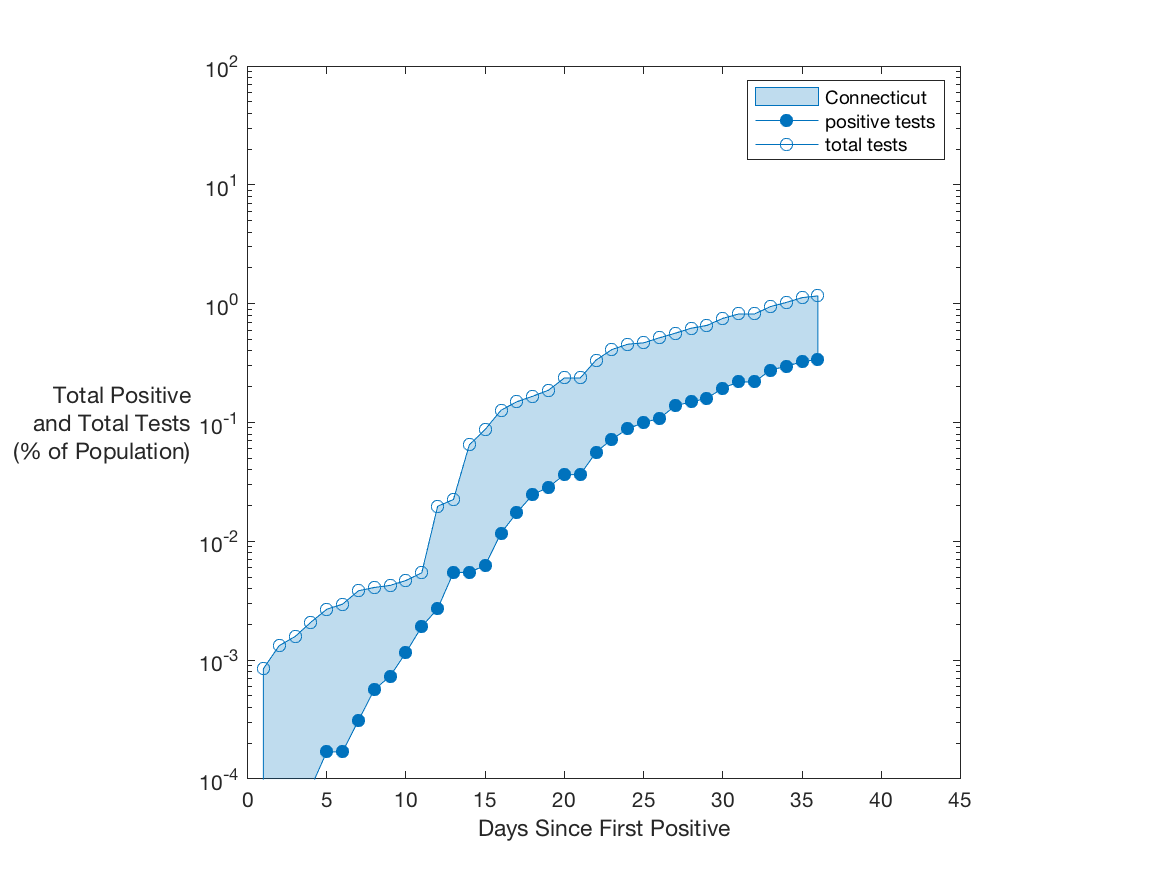 10^2
10^1
10^0
10^-1
10^-2
10^-3
10^-4
Total Positive
and Total Tests
(% of Population)
Connecticut
positive tests
total tests
0 5 10 15 20 25 30 35 40 45
Days Since First Positive